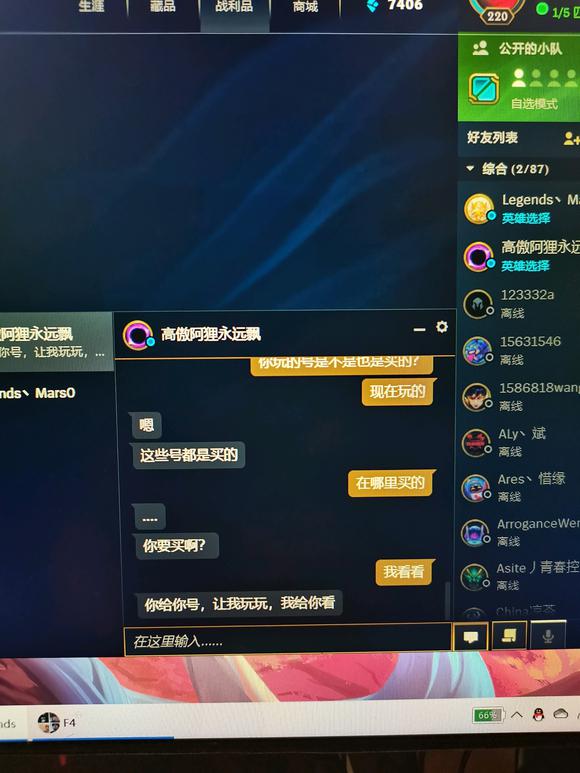 生涯
藏品
战利品
商城
7406
220
1/5
公开的小队
自选模式
好友列表
综合 (2/87)
Legends丶 Ma
英雄选择
高傲阿狸永远
英雄选择
123332a
离线
15631546
离线
1586818wang
离线
ALy丶 斌
离线
Ares丶 惜缘
离线
ArroganceWer
离线
Asite丿青春控
离线
阿狸永远飘
你号，让我玩玩，...
nds丶 Mars0
高傲阿狸永远飘
你玩的号是不是也是买的？
现在玩的
嗯
这些号都是买的
在哪里买的
....
你要买啊？
我看看
你给你号，让我玩玩，我给你看
在这里输入......
nds
F4
66%